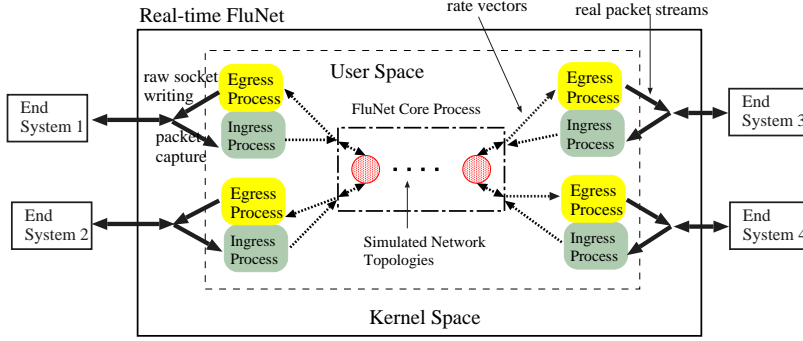 Real-time FluNet
rate vectors
real packet streams
User Space
raw socket
writing
packet
capture
Egress
Process
Ingress
Process
FluNet Core Process
Egress
Process
Ingress
Process
End
System 1
End
System 3
Egress
Process
Ingress
Process
Simulated Network
Topologies
Egress
Process
Ingress
Process
End
System 2
End
System 4
Kernel Space